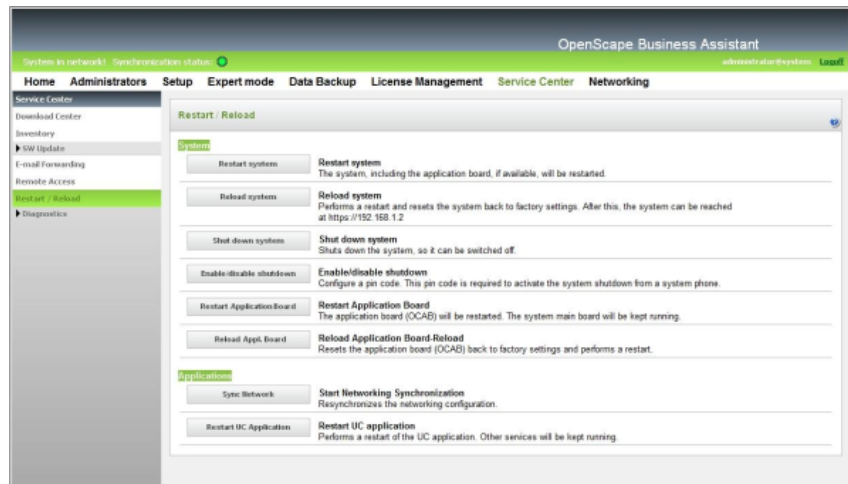 OpenScape Business Assistant
System in network! Synchronization status:
administrator@system Logoff
Home Administrators Setup Expert mode Data Backup License Management Service Center Networking
Service Center
Download Center
Inventory
SW Update
E-mail Forwarding
Remote Access
Restart / Reload
Diagnostics
Restart / Reload
System
Restart system
Restart system
The system, including the application board, if available, will be restarted.
Reload system
Reload system
Performs a restart and resets the system back to factory settings. After this, the system can be reached
at https://192.168.1.2
Shut down system
Shut down system
Shuts down the system, so it can be switched off.
Enable/disable shutdown
Enable/disable shutdown
Configure a pin code. This pin code is required to activate the system shutdown from a system phone.
Restart Application Board
Restart Application Board
The application board (OCAB) will be restarted. The system main board will be kept running.
Reload Appl. Board
Reload Application Board-Reload
Resets the application board (OCAB) back to factory settings and performs a restart.
Applications
Sync Network
Start Networking Synchronization
Resynchronizes the networking configuration.
Restart UC Application
Restart UC application
Performs a restart of the UC application. Other services will be kept running.